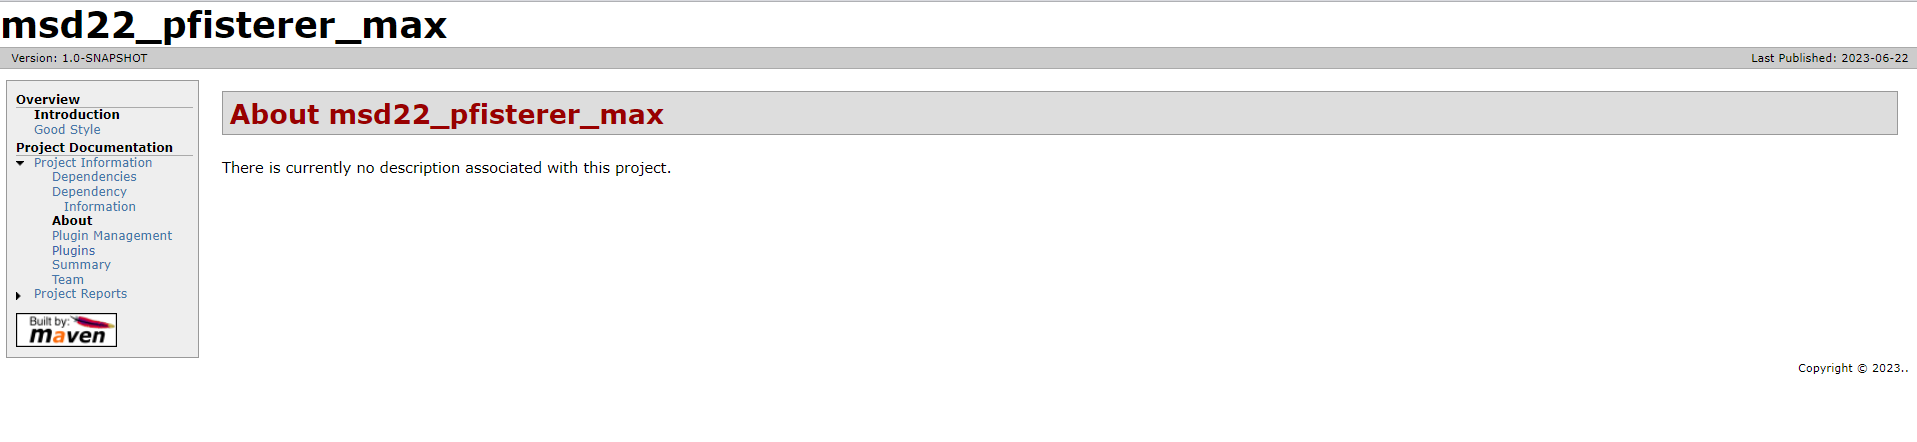 msd22_pfisterer_max
Version: 1.0-SNAPSHOT
Last Published: 2023-06-22
Overview
Introduction
Good Style
Project Documentation
Project Information
Dependencies
Dependency
Information
About
Plugin Management
Plugins
Summary
Team
Project Reports
Built by:
maven
About msd22_pfisterer_max
There is currently no description associated with this project.
Copyright © 2023..